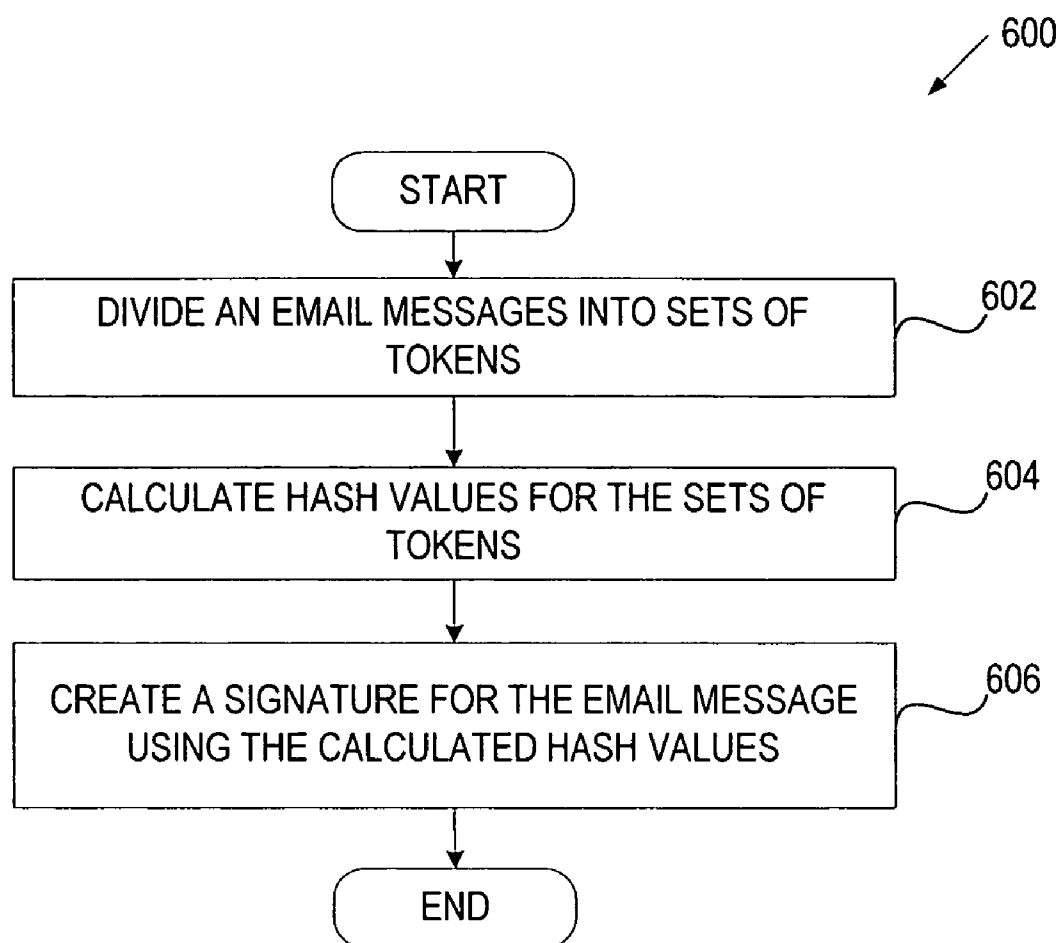 600
START
DIVIDE AN EMAIL MESSAGES INTO SETS OF
TOKENS
602
CALCULATE HASH VALUES FOR THE SETS OF
TOKENS
604
CREATE A SIGNATURE FOR THE EMAIL MESSAGE
USING THE CALCULATED HASH VALUES
606
END